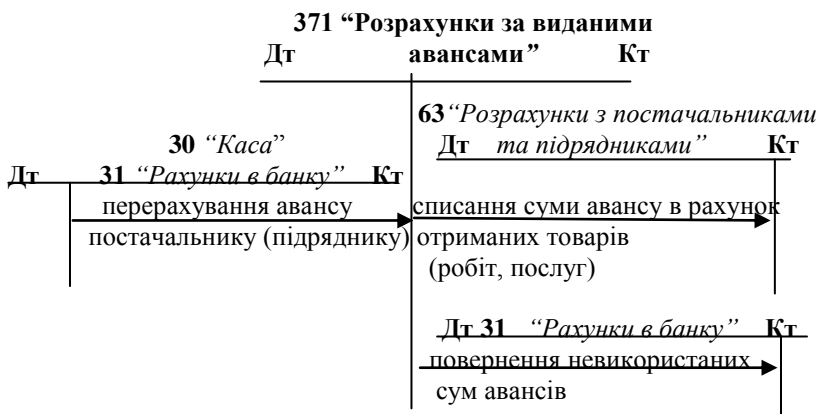 371 “Розрахунки за виданими
Дт авансами” Кт
63 “Розрахунки з постачальниками
Дт та підрядниками” Кт
30 “Каса”
Дт 31 “Рахунки в банку” Кт
перерахування авансу
постачальнику (підряднику)
списання суми авансу в рахунок
отриманих товарів
(робіт, послуг)
Дт 31 “Рахунки в банку” Кт
повернення невикористаних
сум авансів